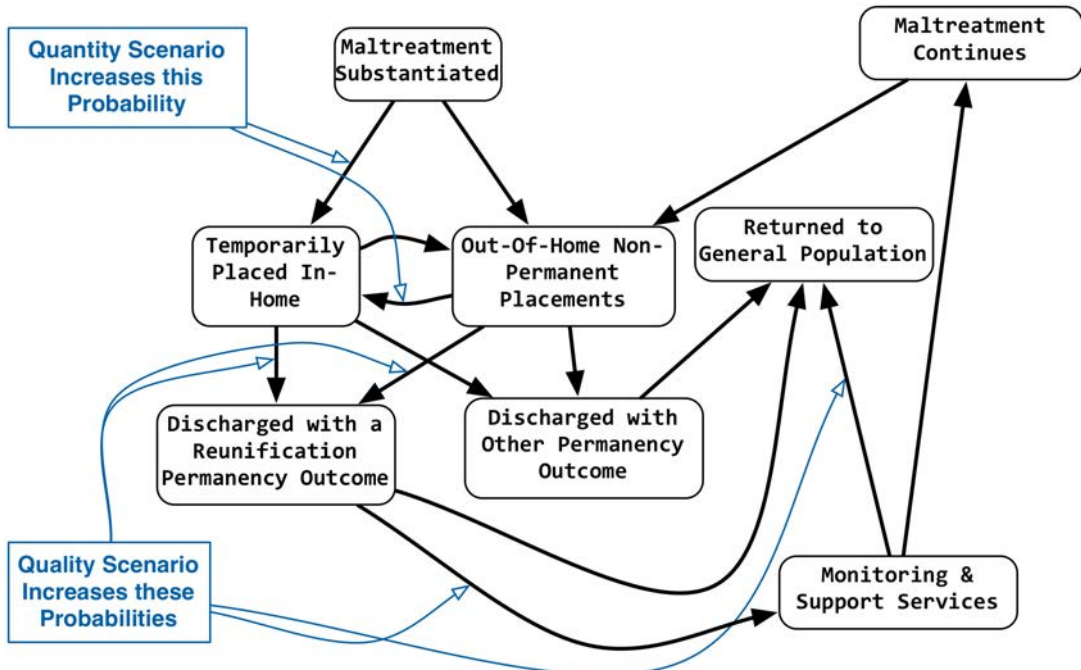 Quantity Scenario
Increases this
Probability
Maltreatment
Substantiated
Maltreatment
Continues
Temporarily
Placed In-
Home
Out-Of-Home Non-
Permanent
Placements
Returned to
General Population
Discharged with a
Reunification
Permanency Outcome
Discharged with
Other Permanency
Outcome
Quality Scenario
Increases these
Probabilities
Monitoring &
Support Services